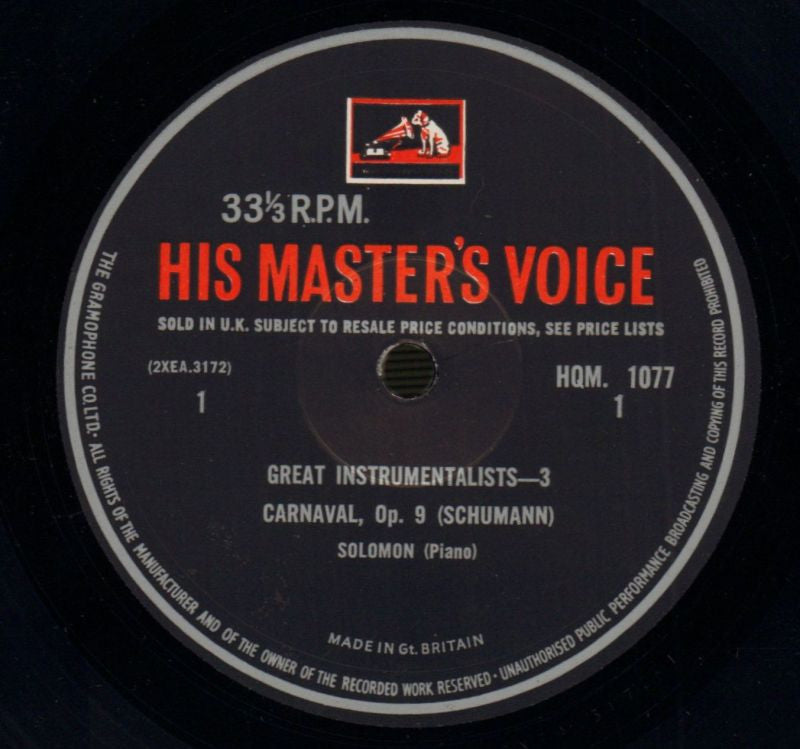 33⅓ R.P.M.
HIS MASTER'S VOICE
SOLD IN U.K. SUBJECT TO RESALE PRICE CONDITIONS, SEE PRICE LISTS
(2XEA.3172)
1
HQM. 1077
1
GREAT INSTRUMENTALISTS—3
CARNAVAL, Op. 9 (SCHUMANN)
SOLOMON (Piano)
MADE IN Gt. BRITAIN
THE GRAMOPHONE CO. LTD. · ALL RIGHTS OF THE MANUFACTURER AND OF THE OWNER OF THE RECORDED WORK RESERVED · UNAUTHORISED PUBLIC PERFORMANCE BROADCASTING AND COPYING OF THIS RECORD PROHIBITED